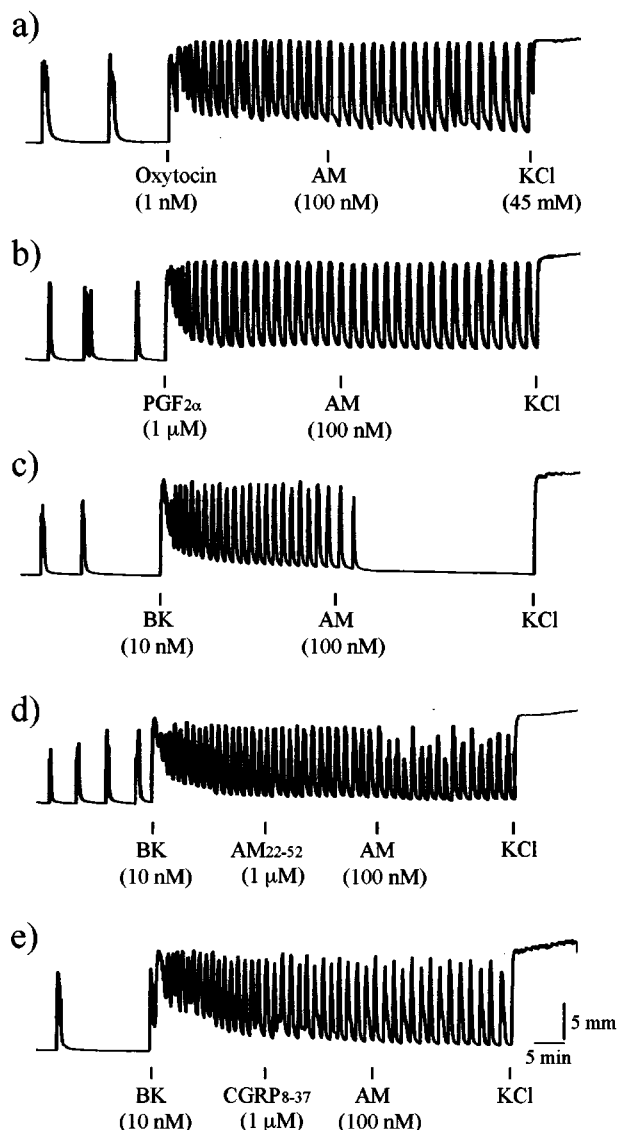 a)
Oxytocin AM KCl
(1 nM) (100 nM) (45 mM)
b)
PGF2α AM KCl
(1 μM) (100 nM)
c)
BK AM KCl
(10 nM) (100 nM)
d)
BK AM22-52 AM KCl
(10 nM) (1 μM) (100 nM)
e)
5 mm
5 min
BK CGRP8-37 AM KCl
(10 nM) (1 μM) (100 nM)